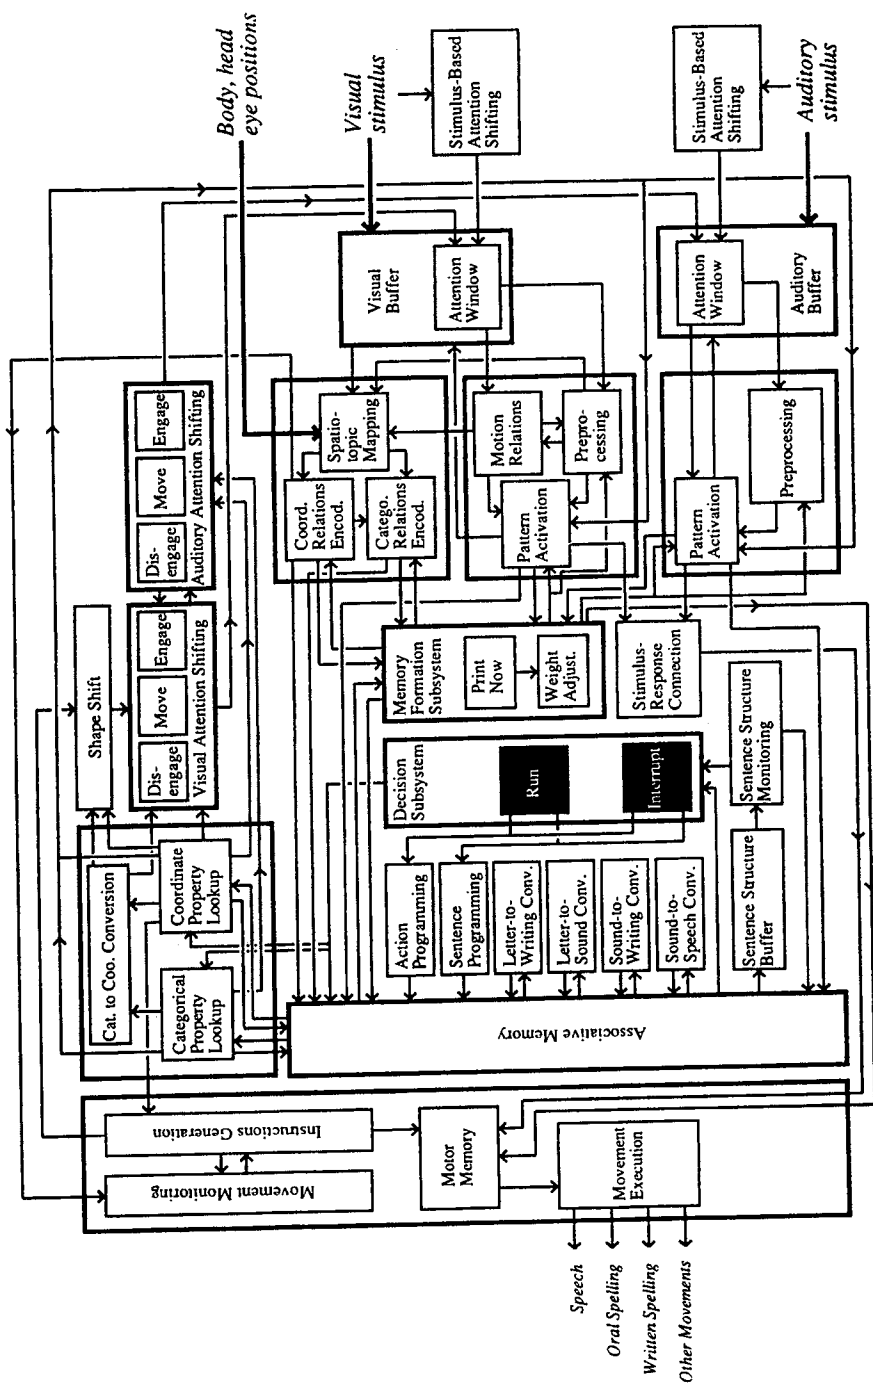 Body, head
eye positions
Visual
stimulus
Stimulus-Based
Attention
Shifting
Stimulus-Based
Attention
Shifting
Auditory
stimulus
Visual
Buffer
Attention
Window
Attention
Window
Auditory
Buffer
Dis-
engage
Move
Engage
Auditory Attention Shifting
Spatio-
topic
Mapping
Coord.
Relations
Encod.
Catego.
Relations
Encod.
Motion
Relations
Prepro-
cessing
Pattern
Activation
Pattern
Activation
Preprocessing
Shape Shift
Dis-
engage
Move
Engage
Visual Attention Shifting
Memory
Formation
Subsystem
Print
Now
Weight
Adjust.
Stimulus-
Response
Connection
Decision
Subsystem
Run
Interrupt
Sentence Structure
Monitoring
Cat. to Coo. Conversion
Categorical
Property
Lookup
Coordinate
Property
Lookup
Action
Programming
Sentence
Programming
Letter-to-
Writing Conv.
Letter-to-
Sound Conv.
Sound-to-
Writing Conv.
Sound-to-
Speech Conv.
Sentence Structure
Buffer
Associative Memory
Instructions Generation
Movement Monitoring
Motor
Memory
Movement
Execution
Speech
Oral Spelling
Written Spelling
Other Movements